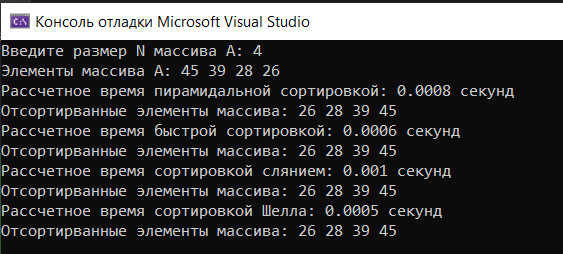 Консоль отладки Microsoft Visual Studio
Введите размер N массива A: 4
Элементы массива A: 45 39 28 26
Рассчетное время пирамидальной сортировкой: 0.0008 секунд
Отсортирванные элементы массива: 26 28 39 45
Рассчетное время быстрой сортировкой: 0.0006 секунд
Отсортирванные элементы массива: 26 28 39 45
Рассчетное время сортировкой слянием: 0.001 секунд
Отсортирванные элементы массива: 26 28 39 45
Рассчетное время сортировкой Шелла: 0.0005 секунд
Отсортирванные элементы массива: 26 28 39 45